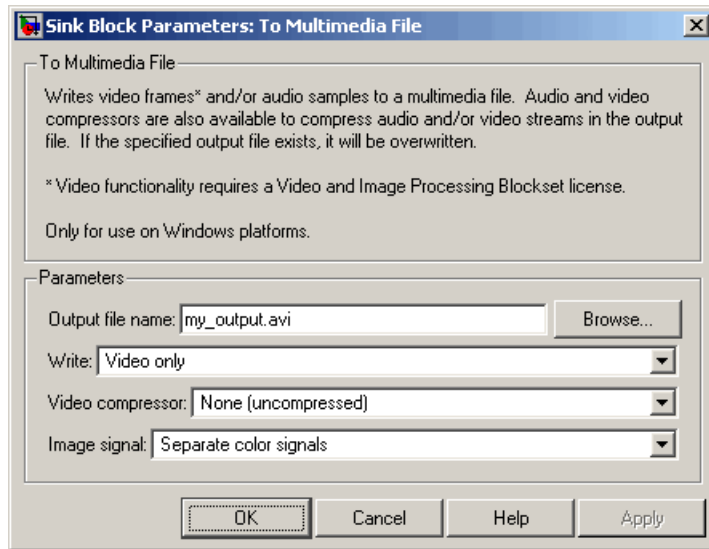 Sink Block Parameters: To Multimedia File
To Multimedia File
Writes video frames* and/or audio samples to a multimedia file. Audio and video
compressors are also available to compress audio and/or video streams in the output
file. If the specified output file exists, it will be overwritten.
* Video functionality requires a Video and Image Processing Blockset license.
Only for use on Windows platforms.
Parameters
Output file name: my_output.avi Browse...
Write: Video only
Video compressor: None (uncompressed)
Image signal: Separate color signals
OK Cancel Help Apply